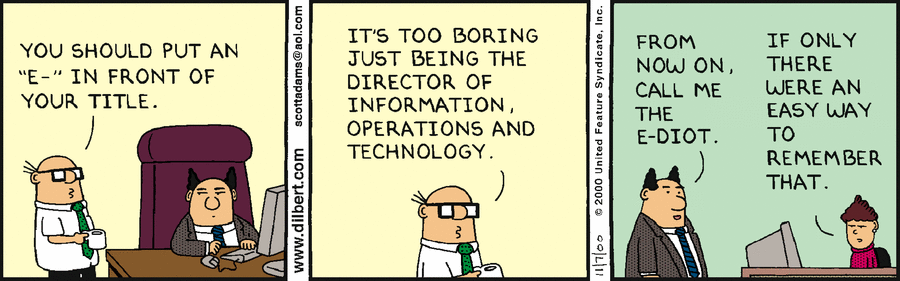 YOU SHOULD PUT AN
"E-" IN FRONT OF
YOUR TITLE.
www.dilbert.com scottadams@aol.com
IT'S TOO BORING
JUST BEING THE
DIRECTOR OF
INFORMATION,
OPERATIONS AND
TECHNOLOGY.
11/7/00 © 2000 United Feature Syndicate, Inc.
FROM
NOW ON,
CALL ME
THE
E-DIOT.
IF ONLY
THERE
WERE AN
EASY WAY
TO
REMEMBER
THAT.